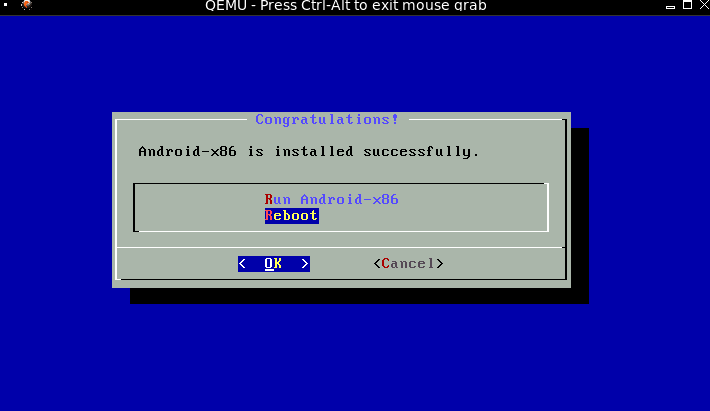 QEMU - Press Ctrl-Alt to exit mouse grab
Congratulations!
Android-x86 is installed successfully.
Run Android-x86
Reboot
< OK > <Cancel>